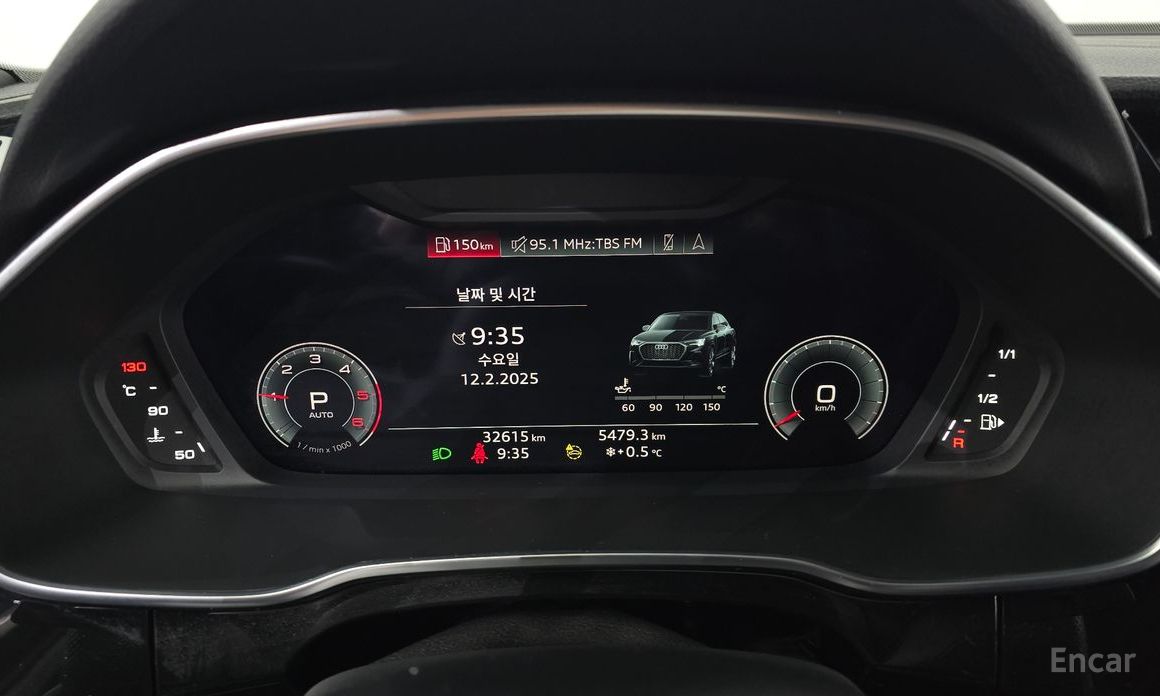 150 km 95.1 MHz:TBS FM
날짜 및 시간
9:35
수요일
12.2.2025
°C
60 90 120 150
1 2 3 4 5 6
P
AUTO
1 / min x 1000
0
km/h
130
°C
90
50
1/1
1/2
R
32615 km
9:35
5479.3 km
+0.5 °C
Encar